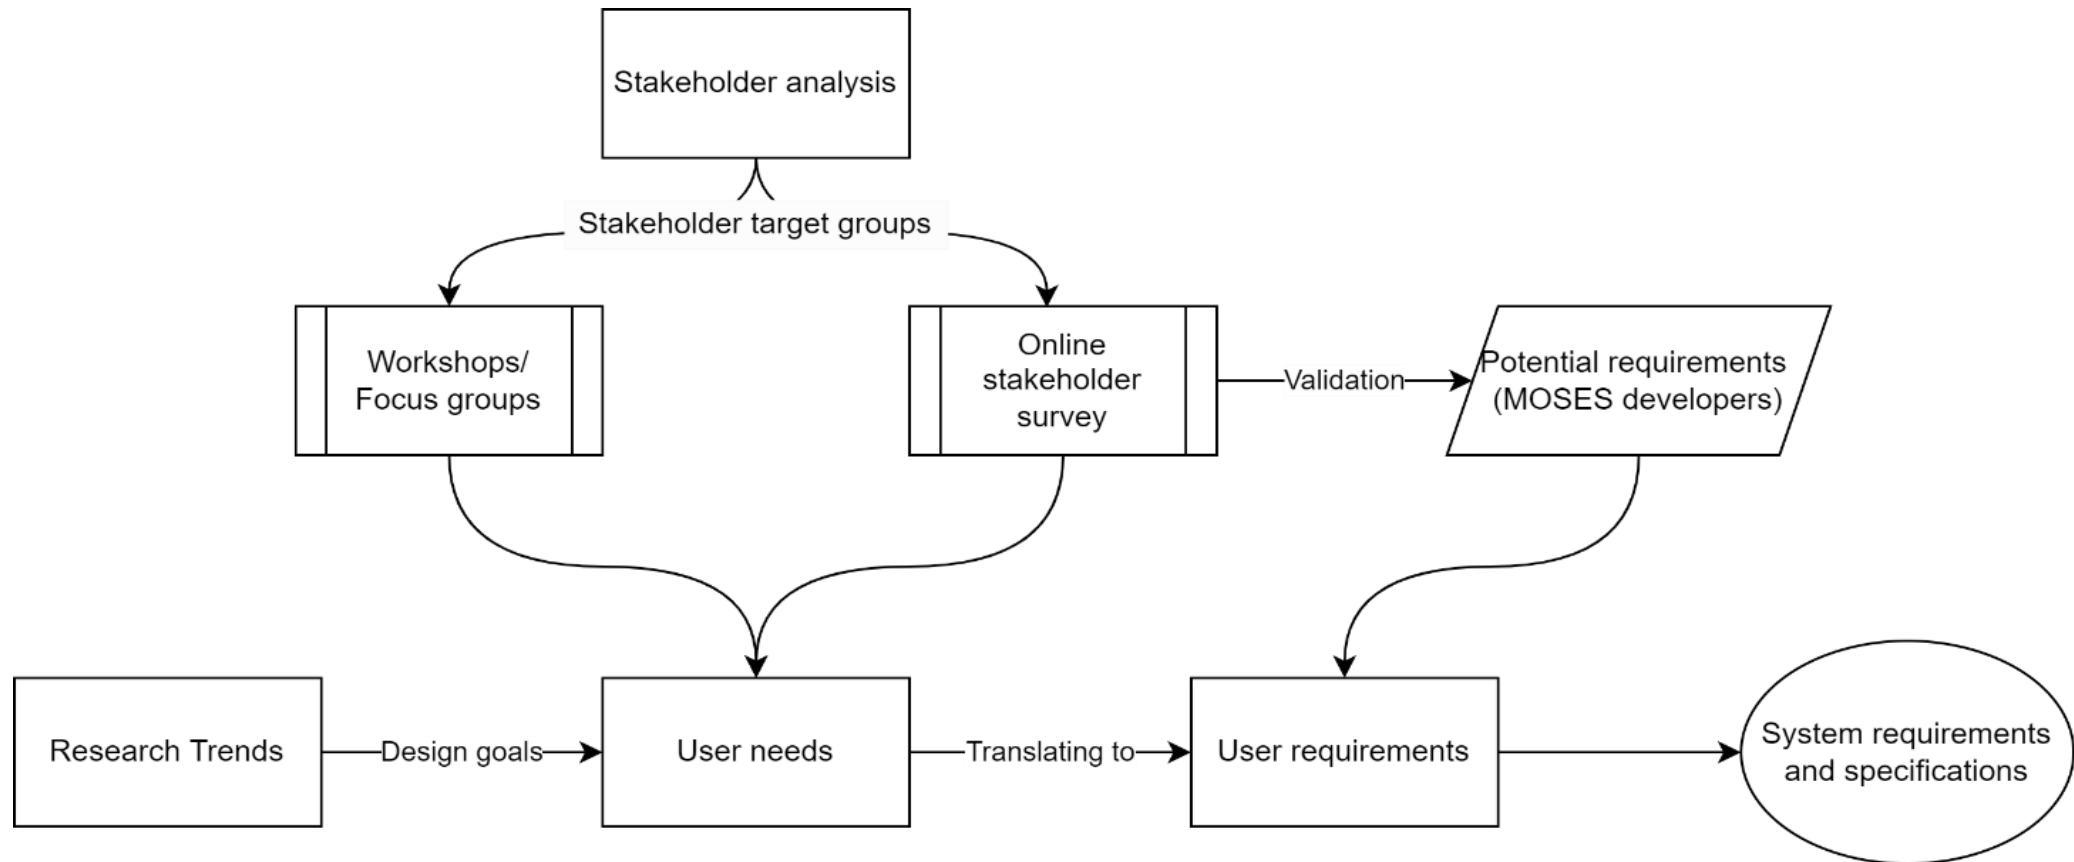 Stakeholder analysis
Stakeholder target groups
Workshops/
Focus groups
Online
stakeholder
survey
Validation
Potential requirements
(MOSES developers)
Research Trends
Design goals
User needs
Translating to
User requirements
System requirements
and specifications